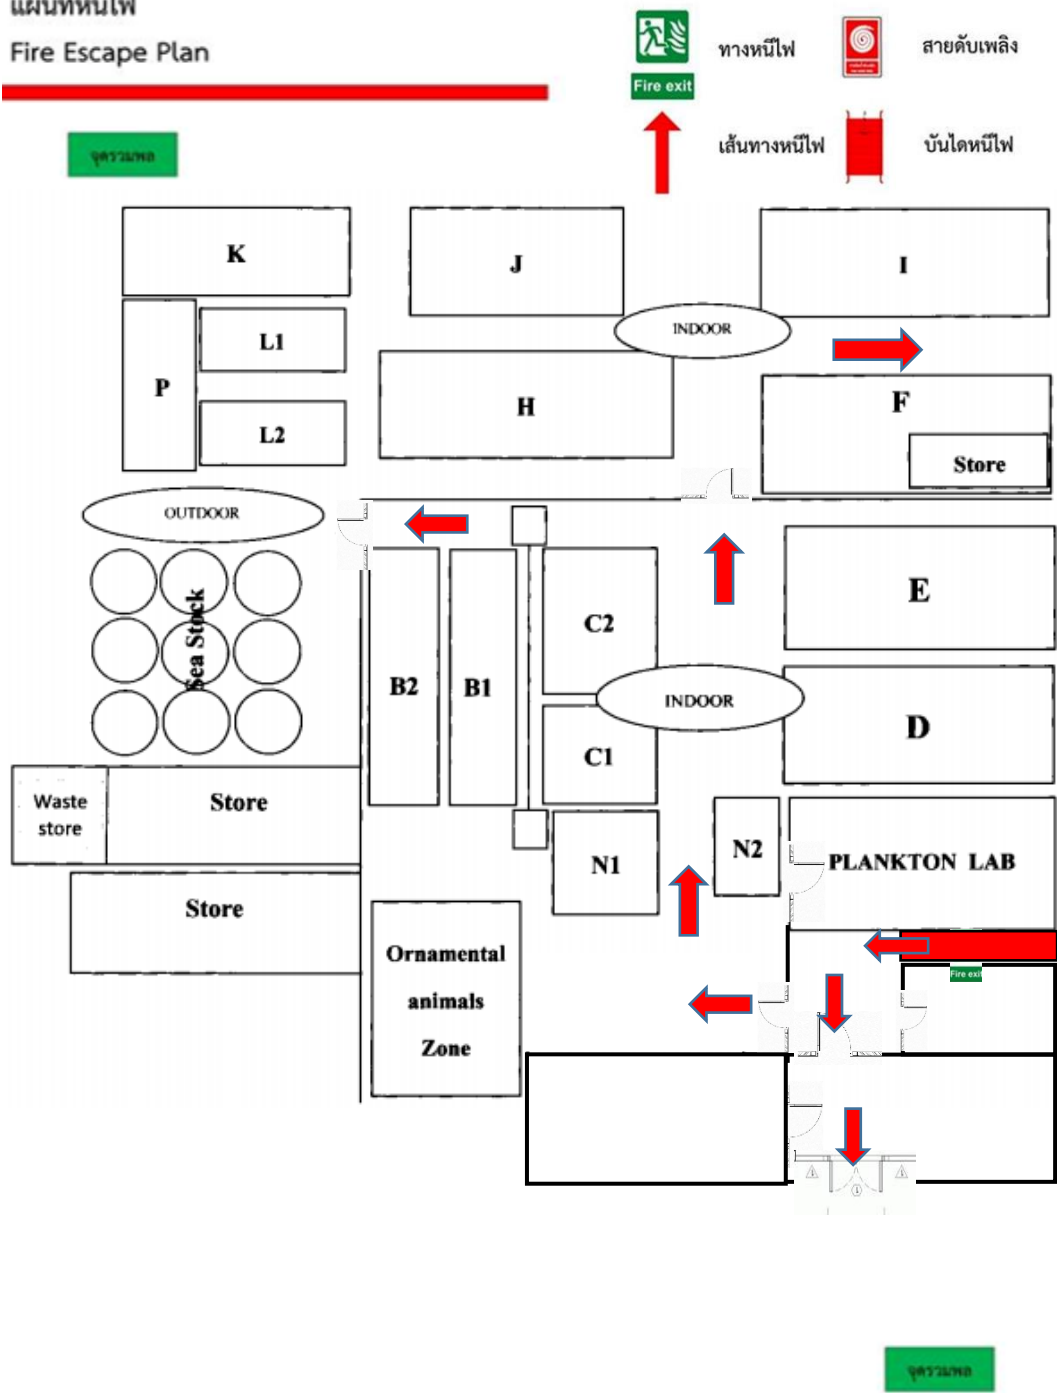 แผนที่หนีไฟ
Fire Escape Plan
ทางหนีไฟ
สายดับเพลิง
Fire exit
เส้นทางหนีไฟ
บันไดหนีไฟ
จุดรวมพล
K
J
I
INDOOR
L1
P
H
F
L2
Store
OUTDOOR
E
Sea Stock
C2
B2
B1
INDOOR
D
C1
Waste
store
Store
N1
N2
PLANKTON LAB
Store
Ornamental
animals
Zone
Fire exit
จุดรวมพล